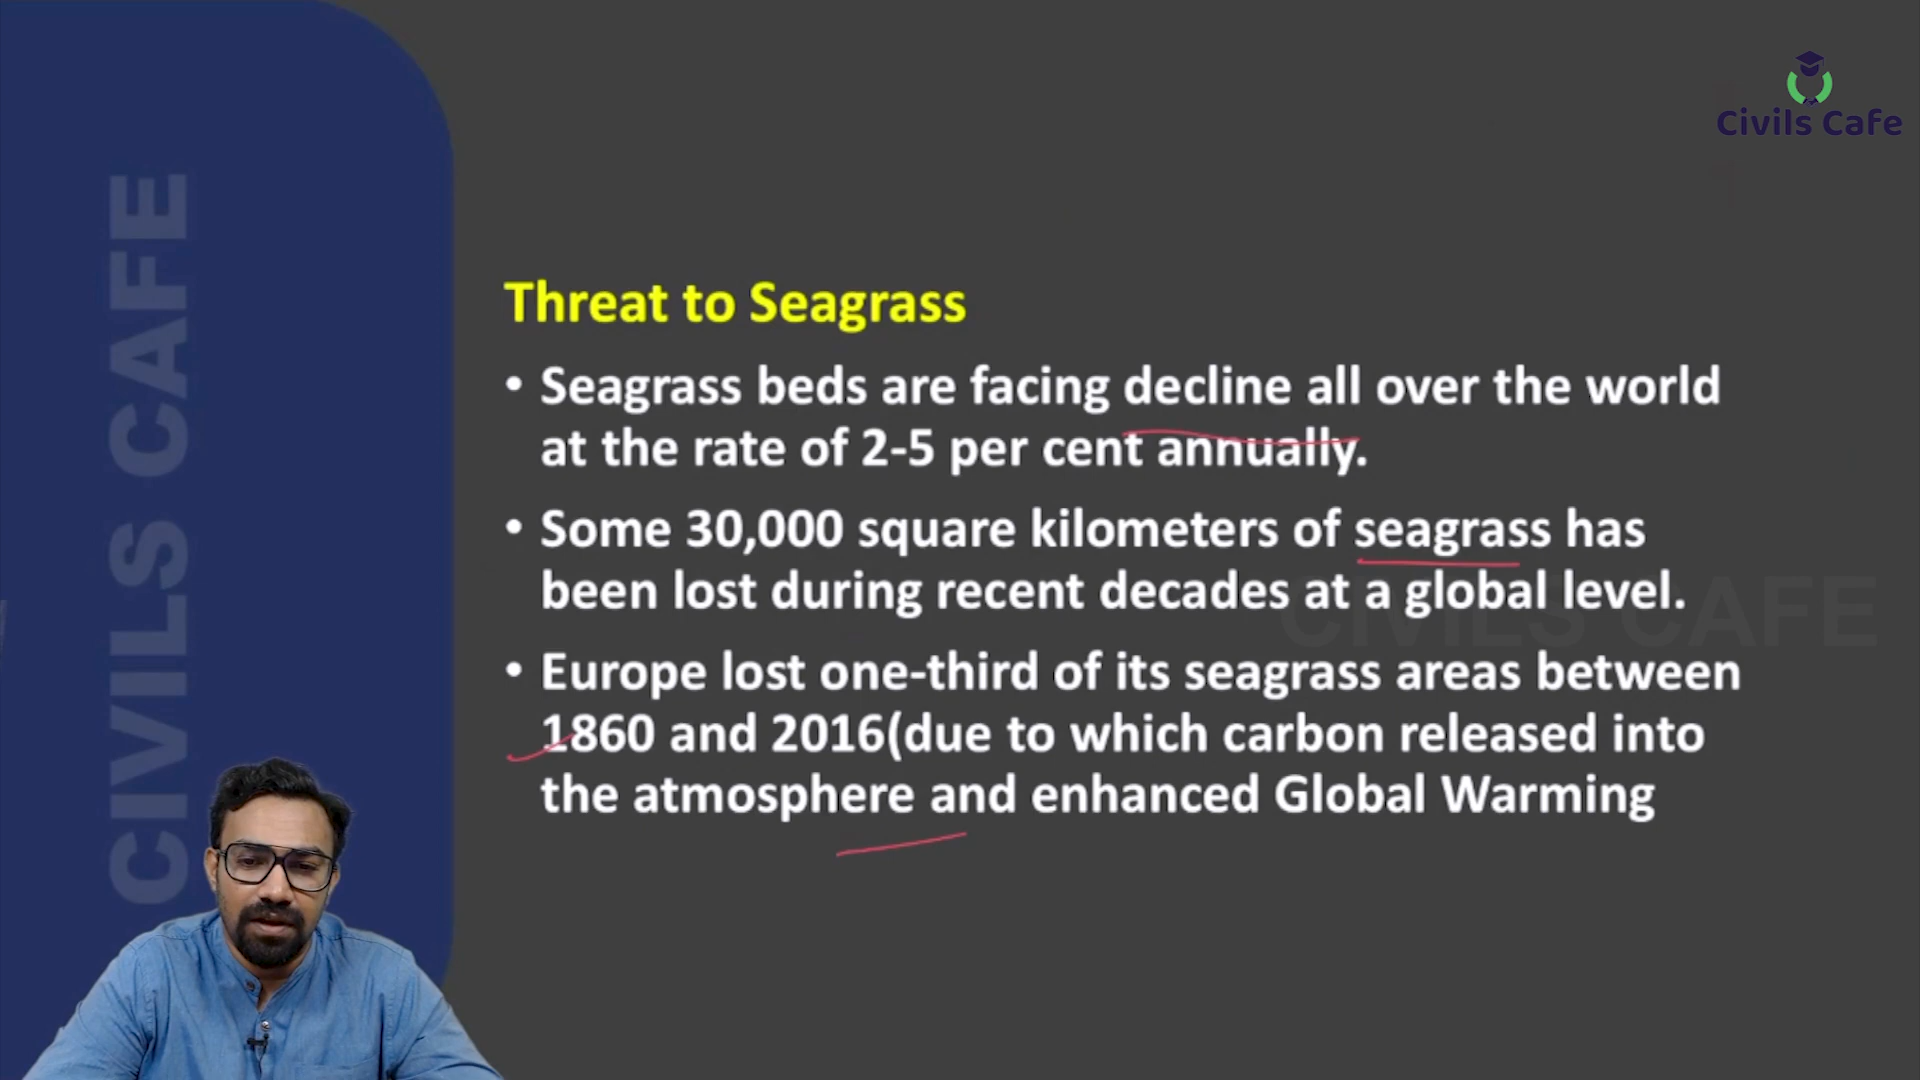 Civils Cafe
CIVILS CAFE
Threat to Seagrass
• Seagrass beds are facing decline all over the world
at the rate of 2-5 per cent annually.
• Some 30,000 square kilometers of seagrass has
been lost during recent decades at a global level.
CIVILS CAFE
• Europe lost one-third of its seagrass areas between
1860 and 2016(due to which carbon released into
the atmosphere and enhanced Global Warming